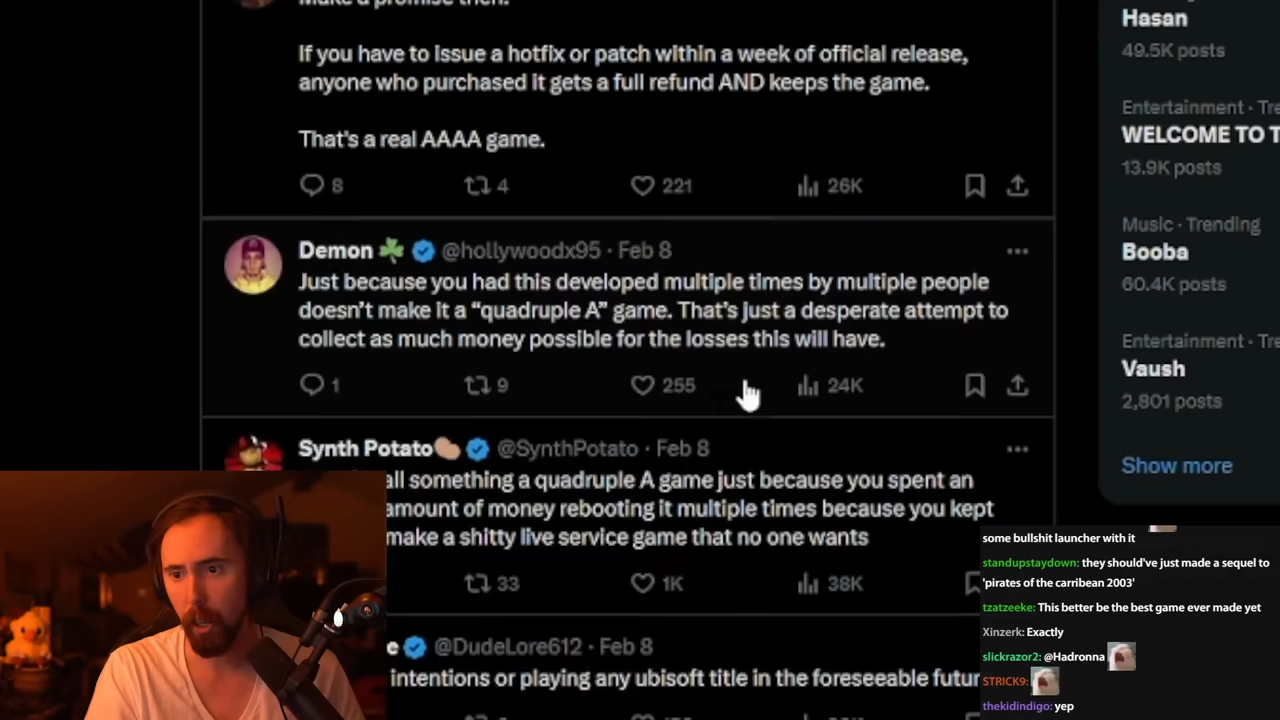 Make a promise then.
If you have to issue a hotfix or patch within a week of official release,
anyone who purchased it gets a full refund AND keeps the game.
That's a real AAAA game.
8 4 221 26K
Demon @hollywoodx95 · Feb 8
Just because you had this developed multiple times by multiple people
doesn't make it a “quadruple A” game. That's just a desperate attempt to
collect as much money possible for the losses this will have.
1 9 255 24K
Synth Potato @SynthPotato · Feb 8
all something a quadruple A game just because you spent an
amount of money rebooting it multiple times because you kept
make a shitty live service game that no one wants
33 1K 38K
e @DudeLore612 · Feb 8
intentions or playing any ubisoft title in the foreseeable futur
Hasan
49.5K posts
Entertainment · Tre
WELCOME TO T
13.9K posts
Music · Trending
Booba
60.4K posts
Entertainment · Tre
Vaush
2,801 posts
Show more
some bullshit launcher with it
standupstaydown: they should've just made a sequel to
'pirates of the carribean 2003'
tzatzeeke: This better be the best game ever made yet
Xinzerk: Exactly
slickrazor2: @Hadronna
STRICK9:
thekidindigo: yep